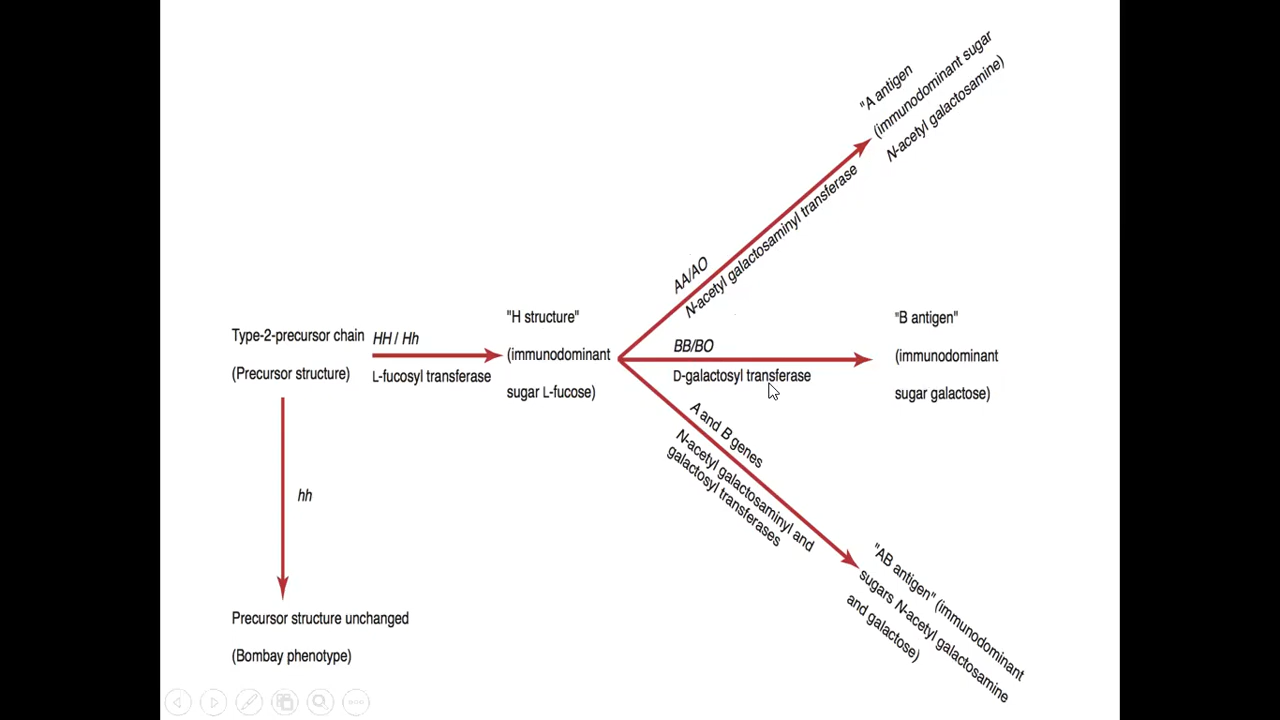 "A antigen
(immunodominant sugar
N-acetyl galactosamine)
AA/AO
N-acetyl galactosaminyl transferase
Type-2-precursor chain
(Precursor structure)
HH / Hh
L-fucosyl transferase
"H structure"
(immunodominant
sugar L-fucose)
BB/BO
D-galactosyl transferase
"B antigen"
(immunodominant
sugar galactose)
A and B genes
N-acetyl galactosaminyl and
galactosyl transferases
"AB antigen" (immunodominant
sugars N-acetyl galactosamine
and galactose)
hh
Precursor structure unchanged
(Bombay phenotype)